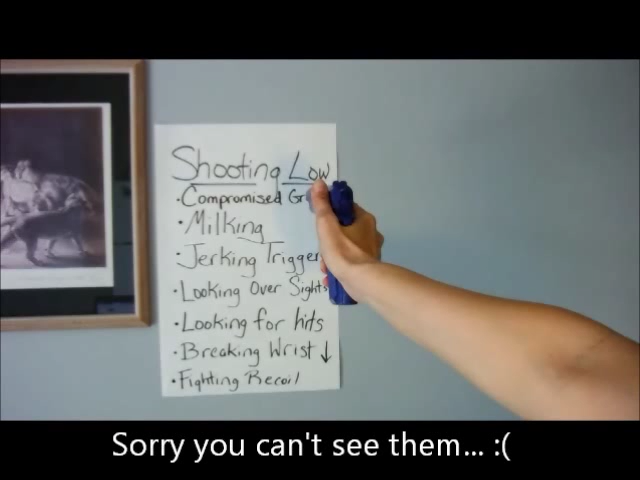 Shooting Low
• Compromised Gr
• Milking
• Jerking Trigger
• Looking Over Sights
• Looking for hits
• Breaking Wrist ↓
• Fighting Recoil
Sorry you can't see them... :(